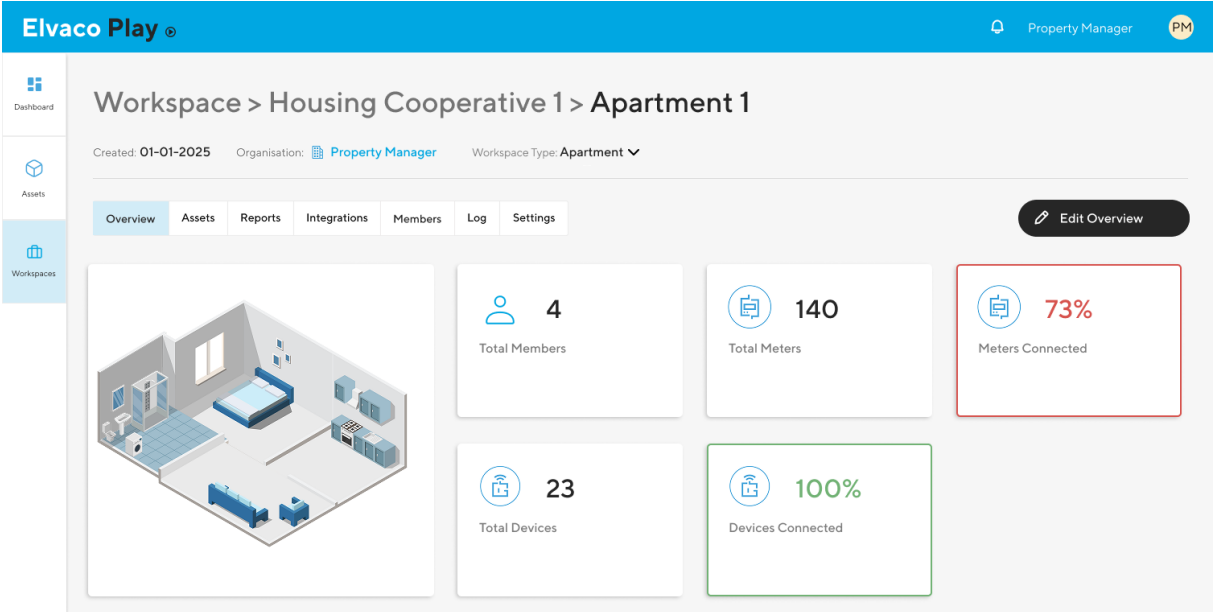 Elvaco Play
Property Manager
PM
Dashboard
Assets
Workspaces
Workspace > Housing Cooperative 1 > Apartment 1
Created: 01-01-2025 Organisation: Property Manager Workspace Type: Apartment
Overview Assets Reports Integrations Members Log Settings
Edit Overview
4
Total Members
140
Total Meters
73%
Meters Connected
23
Total Devices
100%
Devices Connected